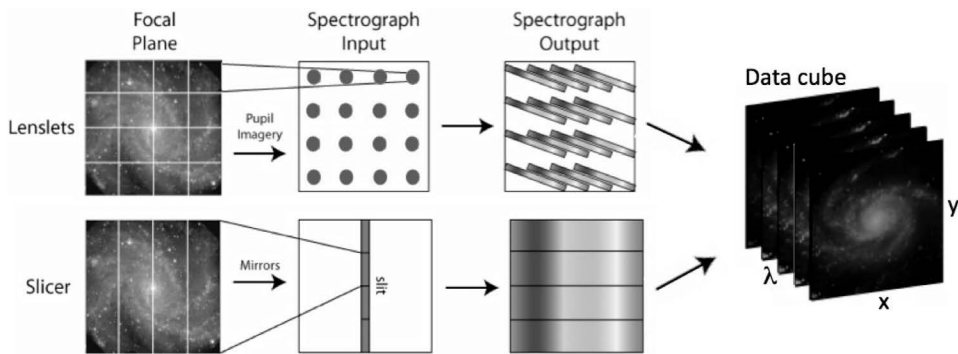 Focal
Plane
Spectrograph
Input
Spectrograph
Output
Data cube
Lenslets
Pupil
Imagery
y
Slicer
Mirrors
slit
λ
x